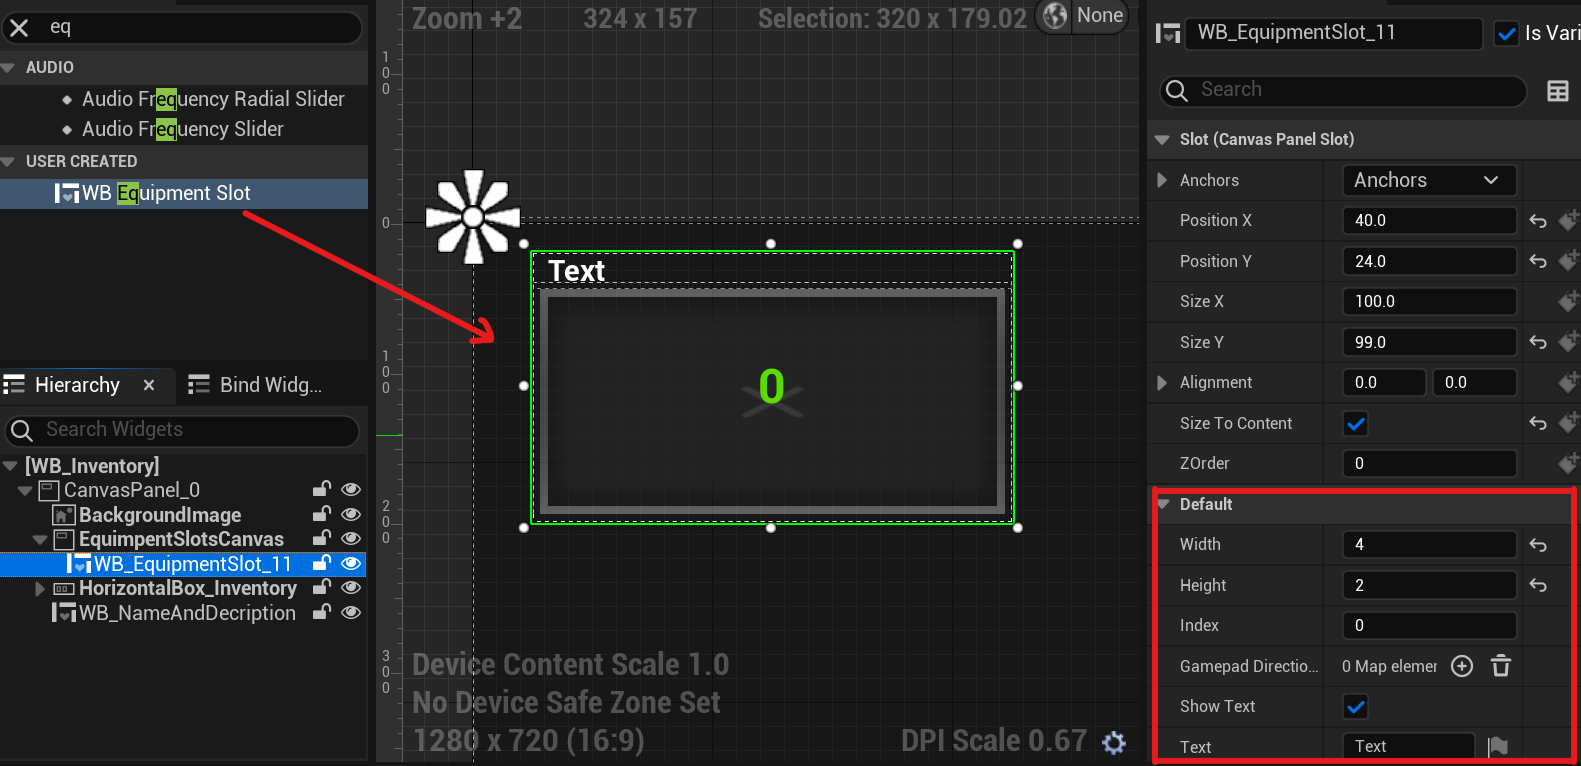 eq
AUDIO
Audio Frequency Radial Slider
Audio Frequency Slider
USER CREATED
WB Equipment Slot
Hierarchy
Bind Widg...
Search Widgets
[WB_Inventory]
CanvasPanel_0
BackgroundImage
EquimpentSlotsCanvas
WB_EquipmentSlot_11
HorizontalBox_Inventory
WB_NameAndDecription
Zoom +2 324 x 157 Selection: 320 x 179.02 None
100
0
100
200
300
Text
0
Device Content Scale 1.0
No Device Safe Zone Set
1280 x 720 (16:9) DPI Scale 0.67
WB_EquipmentSlot_11 Is Vari
Search
Slot (Canvas Panel Slot)
Anchors Anchors
Position X 40.0
Position Y 24.0
Size X 100.0
Size Y 99.0
Alignment 0.0 0.0
Size To Content
ZOrder 0
Default
Width 4
Height 2
Index 0
Gamepad Directio... 0 Map elemer
Show Text
Text Text